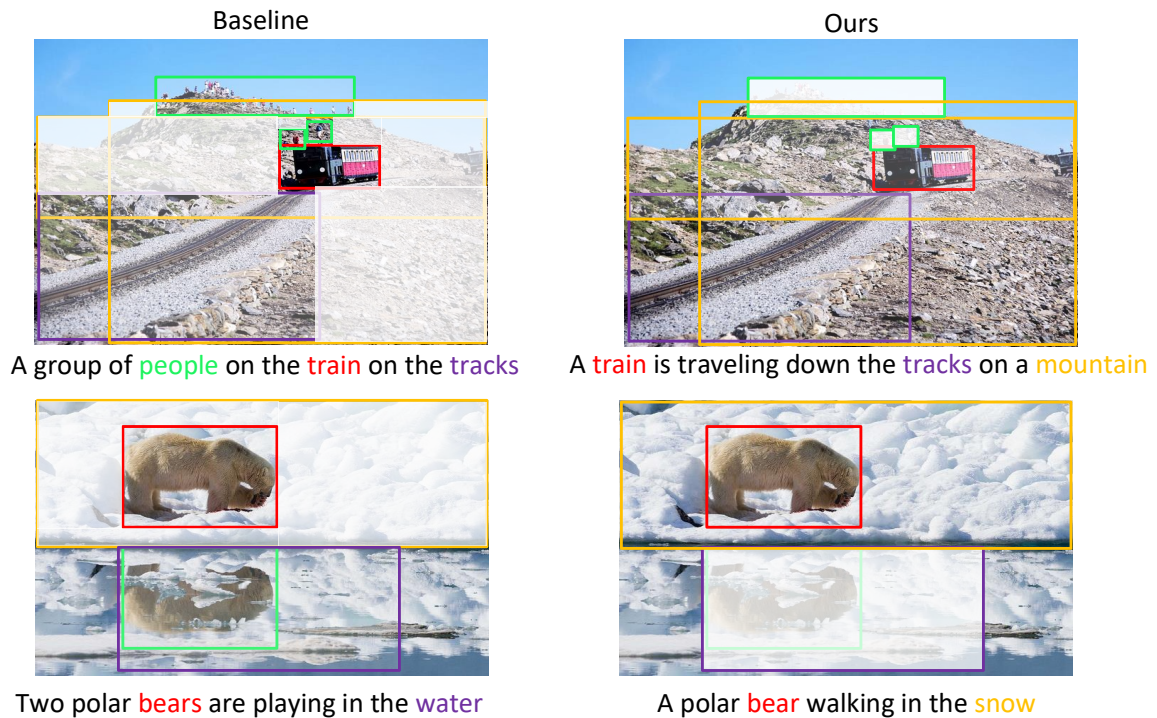 Baseline
Ours
A group of people on the train on the tracks
A train is traveling down the tracks on a mountain
Two polar bears are playing in the water
A polar bear walking in the snow